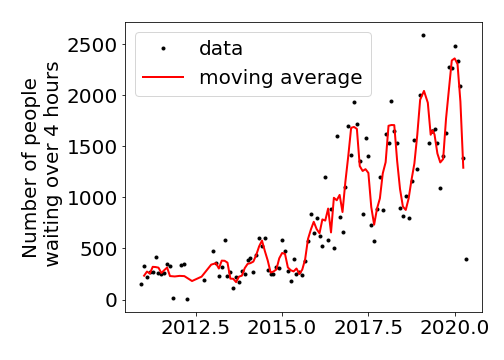 data
moving average
Number of people
waiting over 4 hours
2500
2000
1500
1000
500
0
2012.5
2015.0
2017.5
2020.0